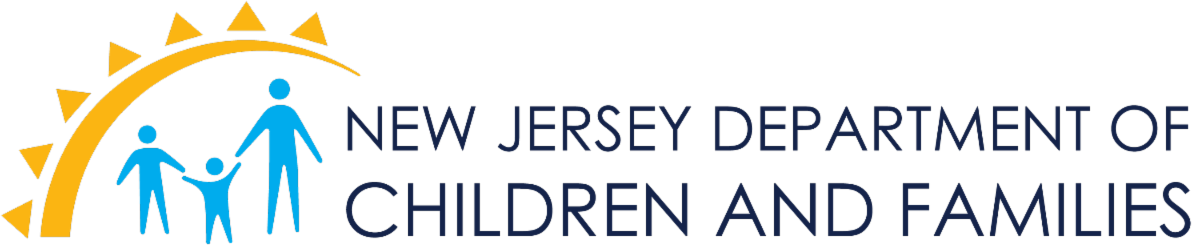 NEW JERSEY DEPARTMENT OF
CHILDREN AND FAMILIES